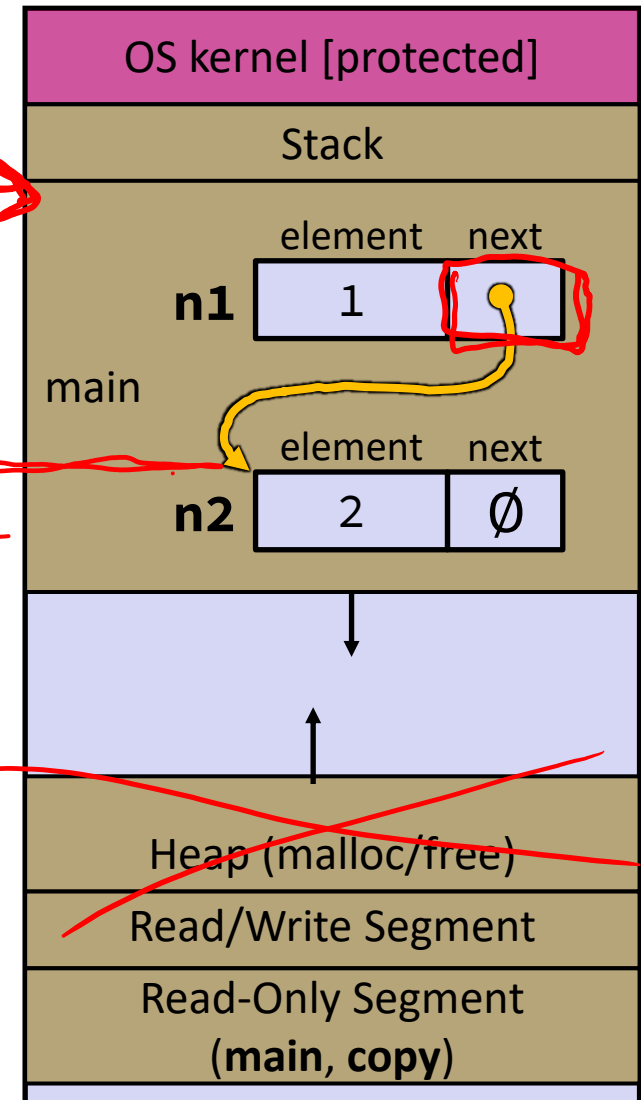 OS kernel [protected]
Stack
element next
n1 1
main
element next
n2 2 Ø
Heap (malloc/free)
Read/Write Segment
Read-Only Segment
(main, copy)